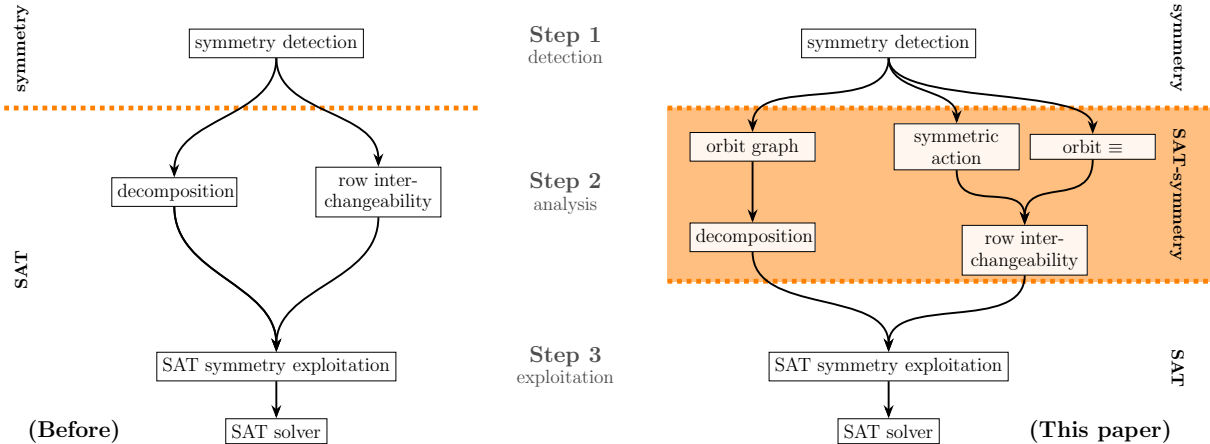 symmetry
SAT
symmetry detection
decomposition
row inter-
changeability
SAT symmetry exploitation
SAT solver
(Before)
Step 1
detection
Step 2
analysis
Step 3
exploitation
symmetry detection
orbit graph
symmetric
action
orbit ≡
decomposition
row inter-
changeability
SAT symmetry exploitation
SAT solver
(This paper)
symmetry
SAT-symmetry
SAT